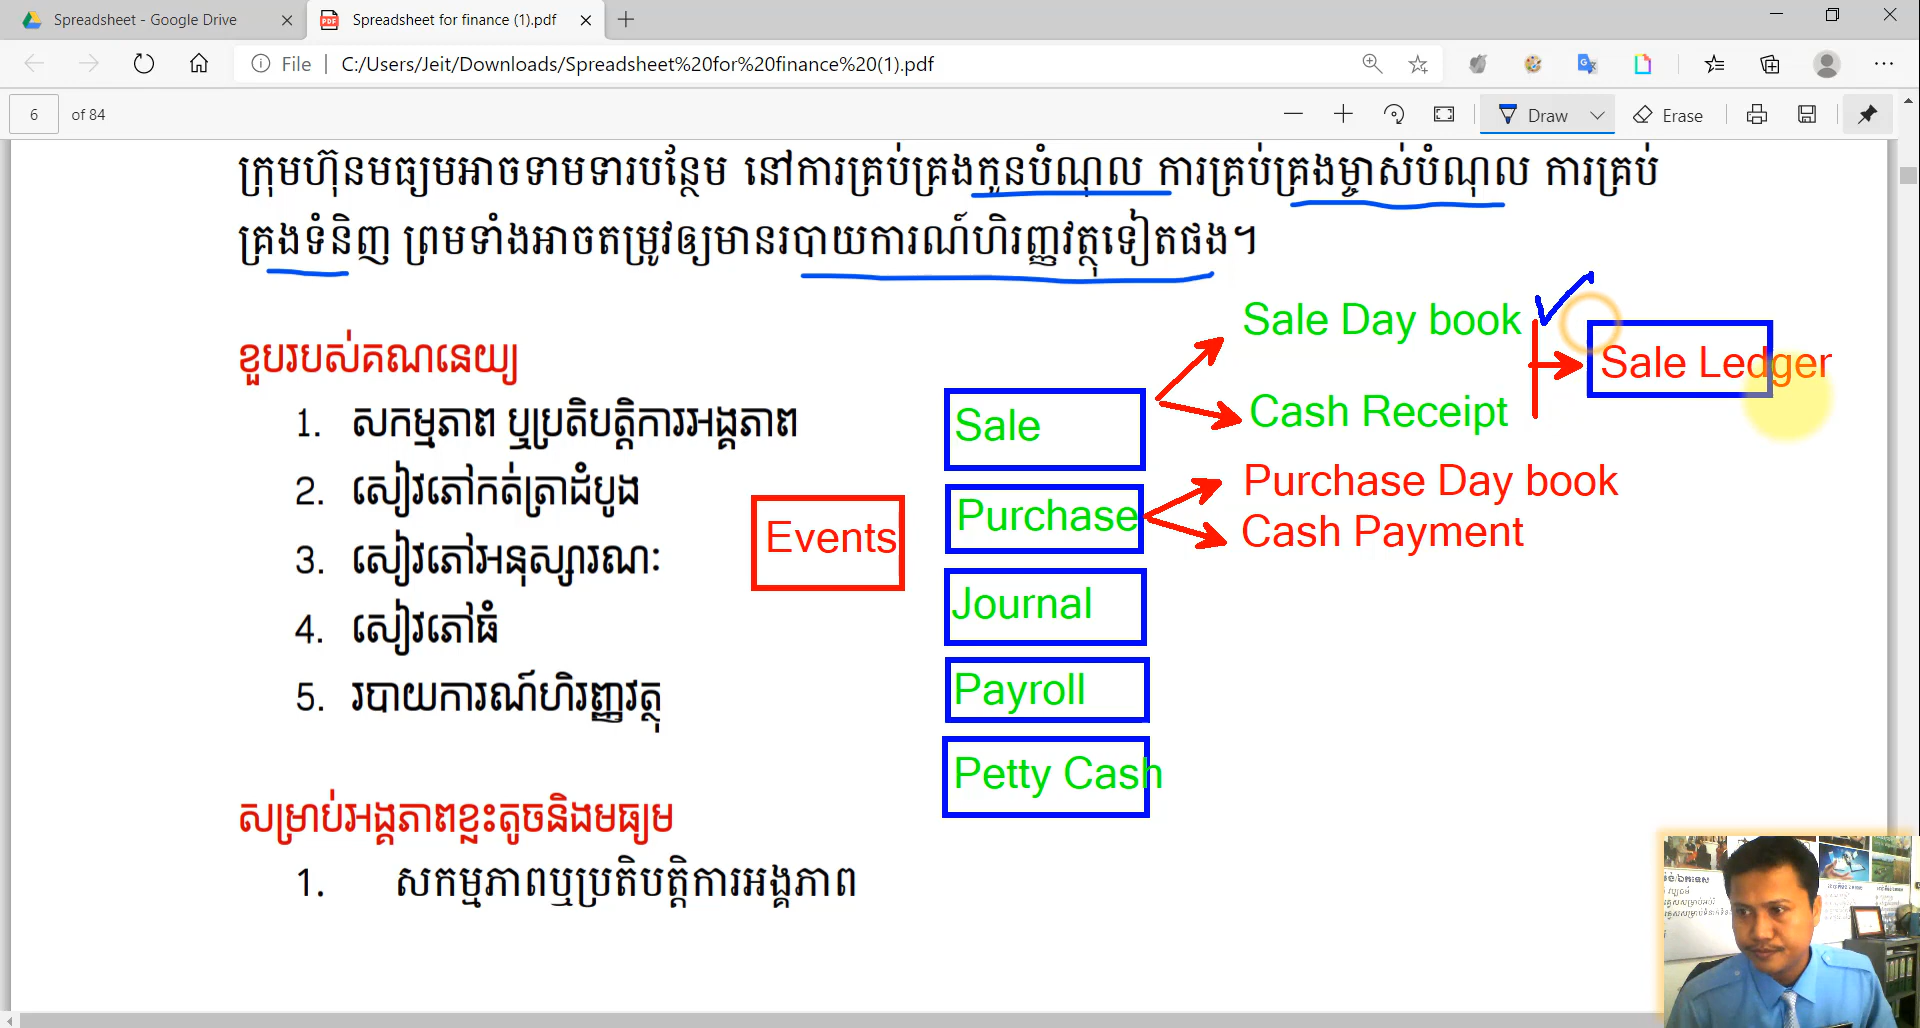 Spreadsheet - Google Drive
Spreadsheet for finance (1).pdf
File
C:/Users/Jeit/Downloads/Spreadsheet%20for%20finance%20(1).pdf
6 of 84
Draw
Erase
ក្រុមហ៊ុនមធ្យមអាចទាមទារបន្ថែម នៅការគ្រប់គ្រងកូនបំណុល ការគ្រប់គ្រងម្ចាស់បំណុល ការគ្រប់
គ្រងទំនិញ ព្រមទាំងអាចតម្រូវឲ្យមានរបាយការណ៍ហិរញ្ញវត្ថុទៀតផង។
ខួបរបស់គណនេយ្យ
1. សកម្មភាព ឬប្រតិបត្តិការអង្គភាព
2. សៀវភៅកត់ត្រាដំបូង
3. សៀវភៅអនុស្សារណៈ
4. សៀវភៅធំ
5. របាយការណ៍ហិរញ្ញវត្ថុ
Events
Sale
Purchase
Journal
Payroll
Petty Cash
Sale Day book
Cash Receipt
Purchase Day book
Cash Payment
Sale Ledger
សម្រាប់អង្គភាពខ្នះតូចនិងមធ្យម
1. សកម្មភាពឬប្រតិបត្តិការអង្គភាព